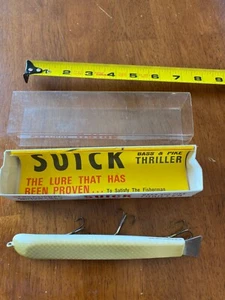 2 3 4 5 6 7 8 9
SUICK
BASS & PIKE
THRILLER
THE LURE THAT HAS
BEEN PROVEN... To Satisfy The Fisherman